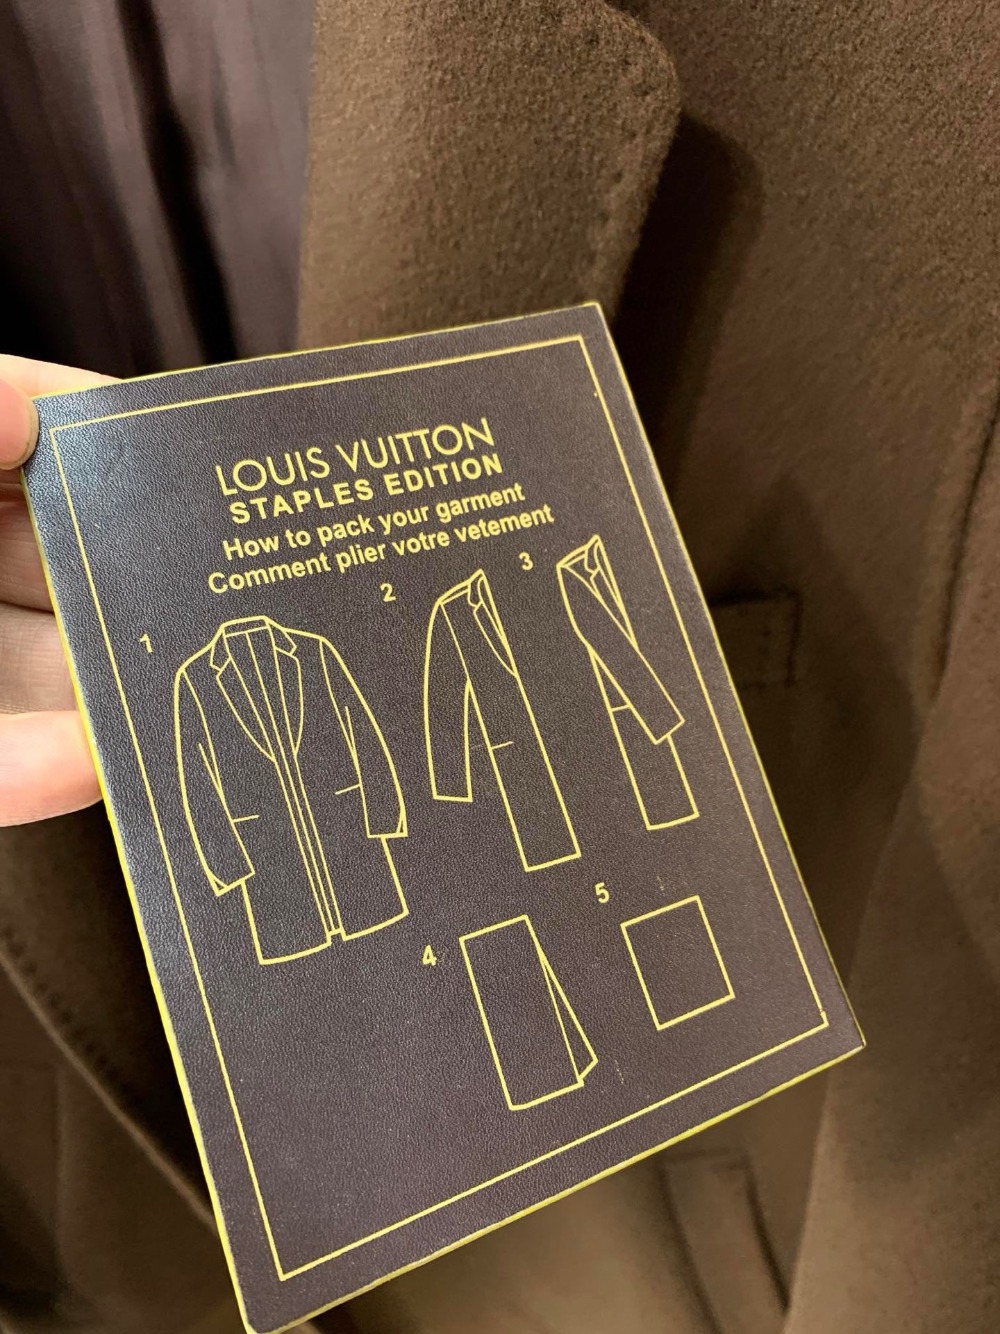 LOUIS VUITTON
STAPLES EDITION
How to pack your garment
Comment plier votre vetement
1
2
3
4
5